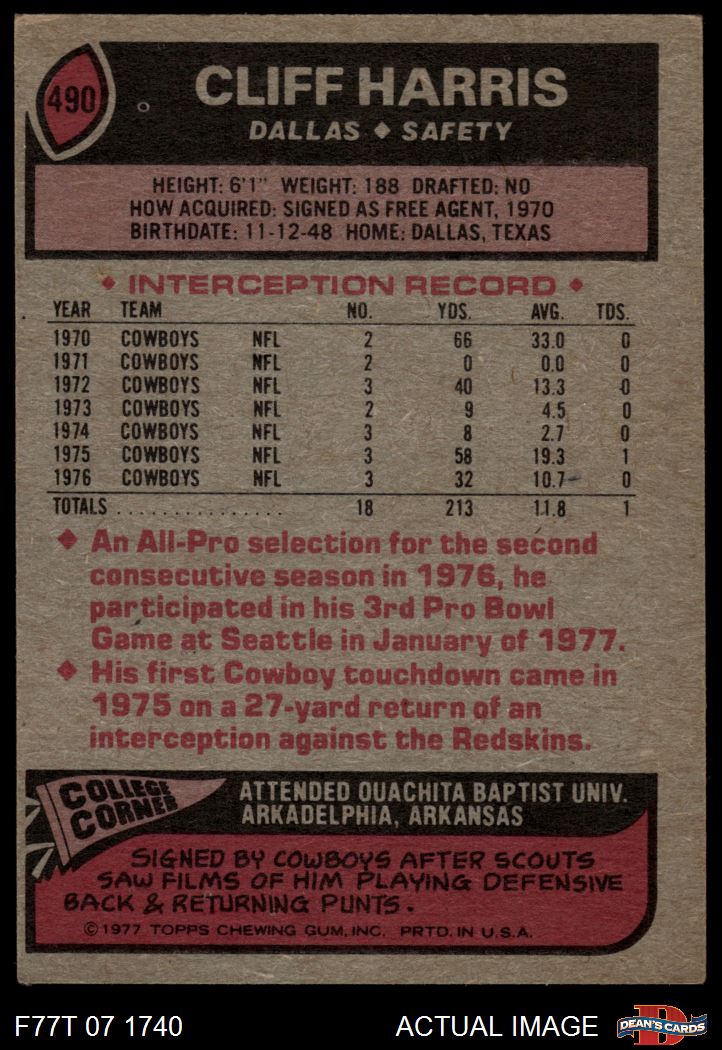 490
CLIFF HARRIS
DALLAS ◆ SAFETY
HEIGHT: 6'1" WEIGHT: 188 DRAFTED: NO
HOW ACQUIRED: SIGNED AS FREE AGENT, 1970
BIRTHDATE: 11-12-48 HOME: DALLAS, TEXAS
◆ INTERCEPTION RECORD ◆
YEAR TEAM NO. YDS. AVG. TDS.
1970 COWBOYS NFL 2 66 33.0 0
1971 COWBOYS NFL 2 0 0.0 0
1972 COWBOYS NFL 3 40 13.3 0
1973 COWBOYS NFL 2 9 4.5 0
1974 COWBOYS NFL 3 8 2.7 0
1975 COWBOYS NFL 3 58 19.3 1
1976 COWBOYS NFL 3 32 10.7 0
TOTALS . . . . . . . . . . . . . . . 18 213 11.8 1
◆ An All-Pro selection for the second
consecutive season in 1976, he
participated in his 3rd Pro Bowl
Game at Seattle in January of 1977.
◆ His first Cowboy touchdown came in
1975 on a 27-yard return of an
interception against the Redskins.
COLLEGE
CORNER
ATTENDED OUACHITA BAPTIST UNIV.
ARKADELPHIA, ARKANSAS
SIGNED BY COWBOYS AFTER SCOUTS
SAW FILMS OF HIM PLAYING DEFENSIVE
BACK & RETURNING PUNTS.
©1977 TOPPS CHEWING GUM, INC. PRTD. IN U.S.A.
F77T 07 1740 ACTUAL IMAGE
D
DEAN'S CARDS